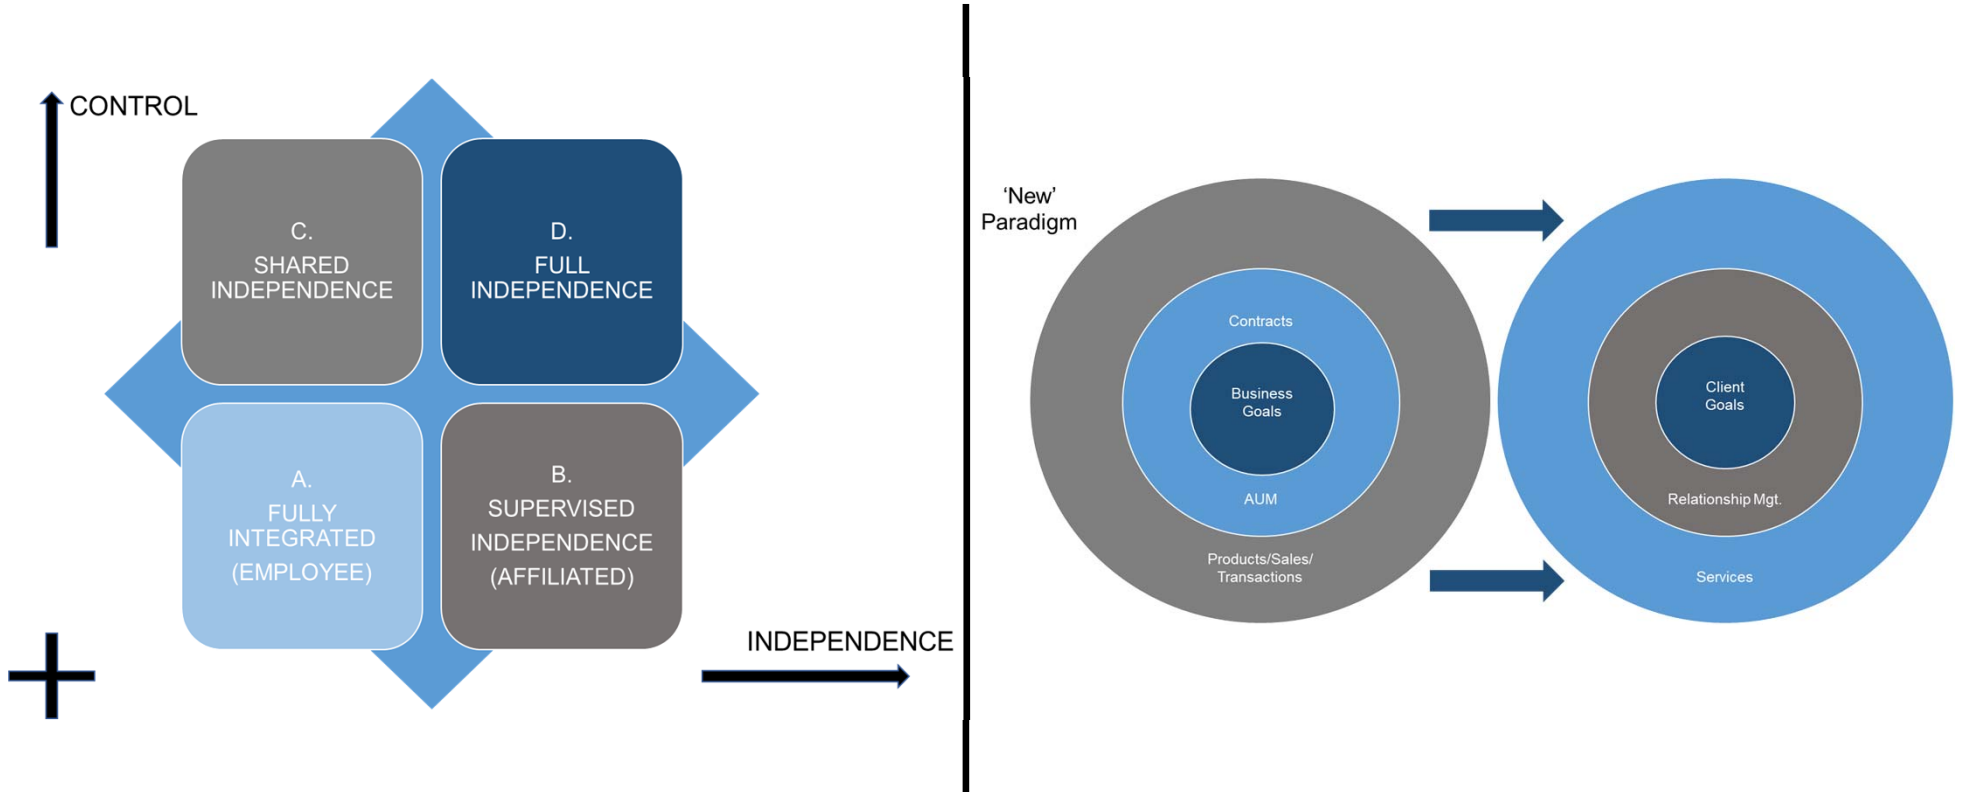 CONTROL
C.
SHARED
INDEPENDENCE
D.
FULL
INDEPENDENCE
A.
FULLY
INTEGRATED
(EMPLOYEE)
B.
SUPERVISED
INDEPENDENCE
(AFFILIATED)
INDEPENDENCE
‘New’
Paradigm
Contracts
Business
Goals
AUM
Products/Sales/
Transactions
Client
Goals
Relationship Mgt.
Services